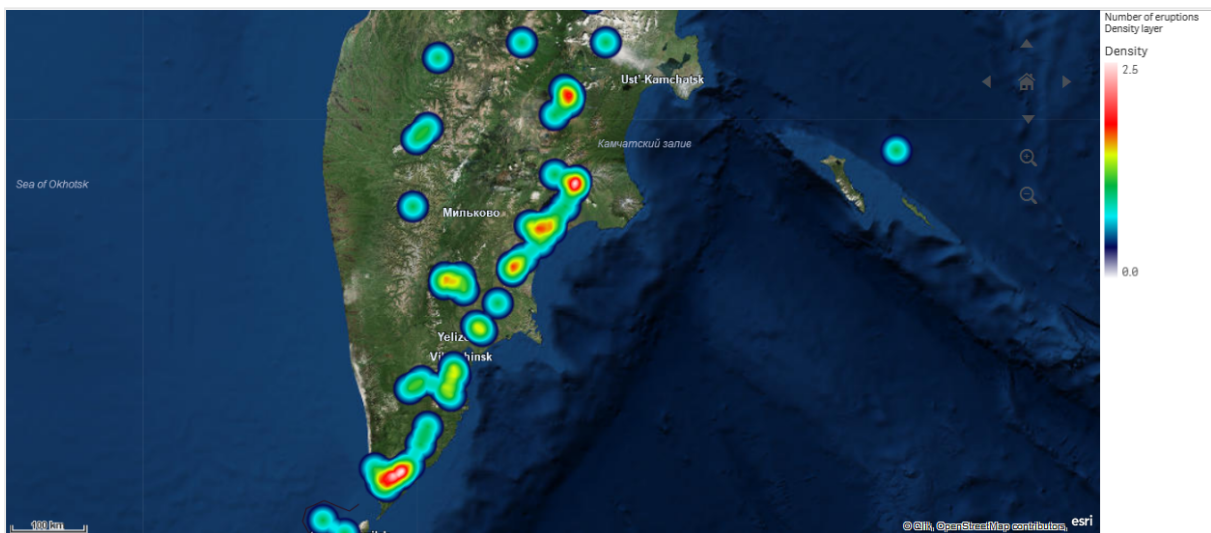 Number of eruptions
Density layer
Density
2.5
0.0
Ust'-Kamchatsk
Камчатский залив
Sea of Okhotsk
Мильково
100 km
© Qlik, OpenStreetMap contributors,
esri